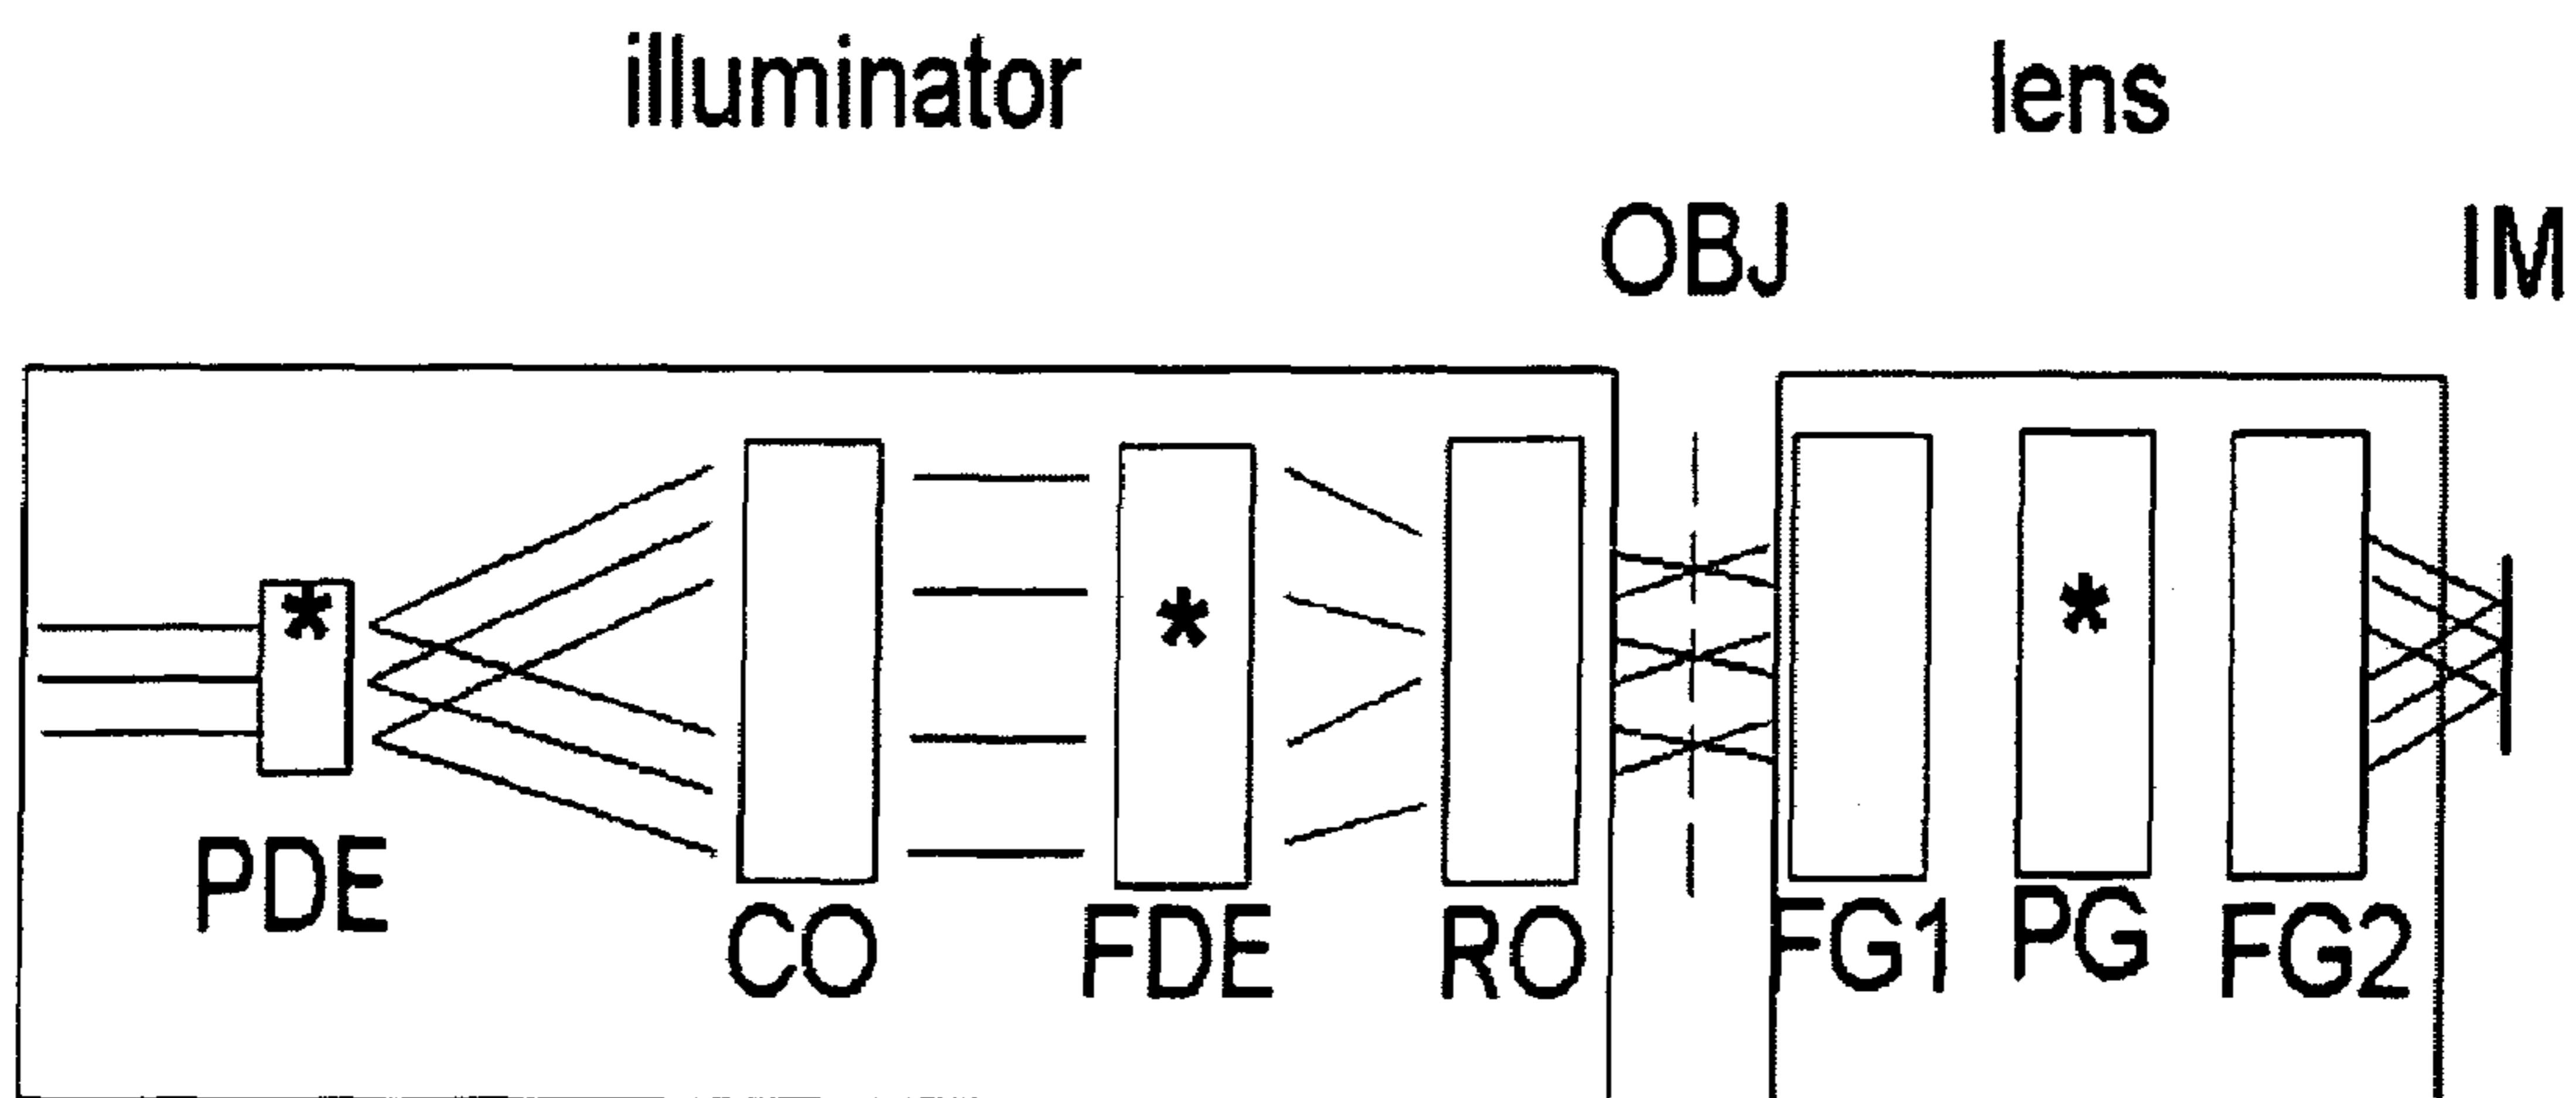 illuminator lens
OBJ IM
* * *
PDE CO FDE RO FG1 PG FG2